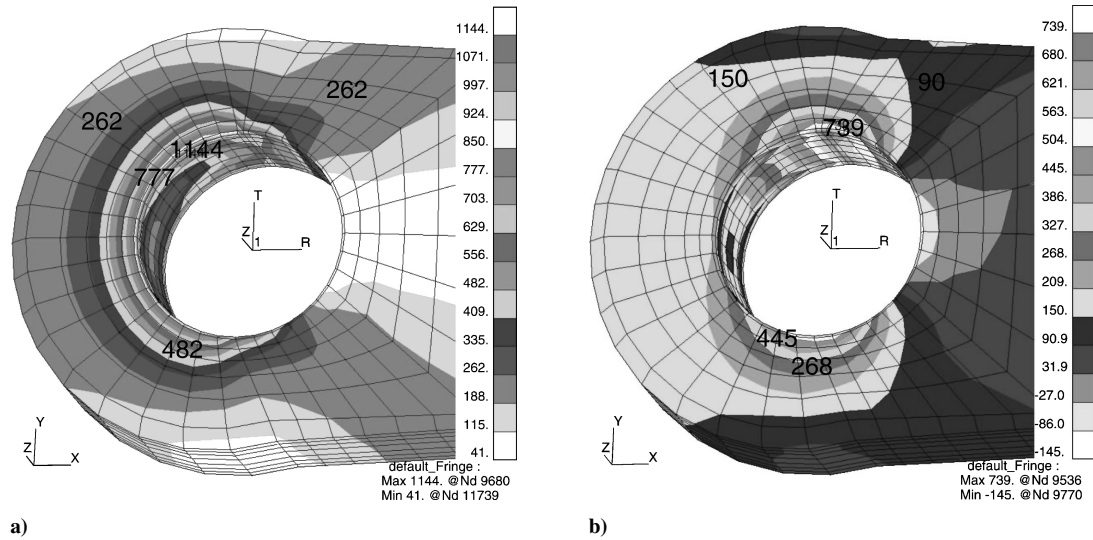 262
262
1144
777
482
T
Z
1
R
Y
Z
X
1144.
1071.
997.
924.
850.
777.
703.
629.
556.
482.
409.
335.
262.
188.
115.
41.
default_Fringe :
Max 1144. @Nd 9680
Min 41. @Nd 11739
a)
150
90
739
445
268
T
Z
1
R
Y
Z
X
739.
680.
621.
563.
504.
445.
386.
327.
268.
209.
150.
90.9
31.9
-27.0
-86.0
-145.
default_Fringe :
Max 739. @Nd 9536
Min -145. @Nd 9770
b)